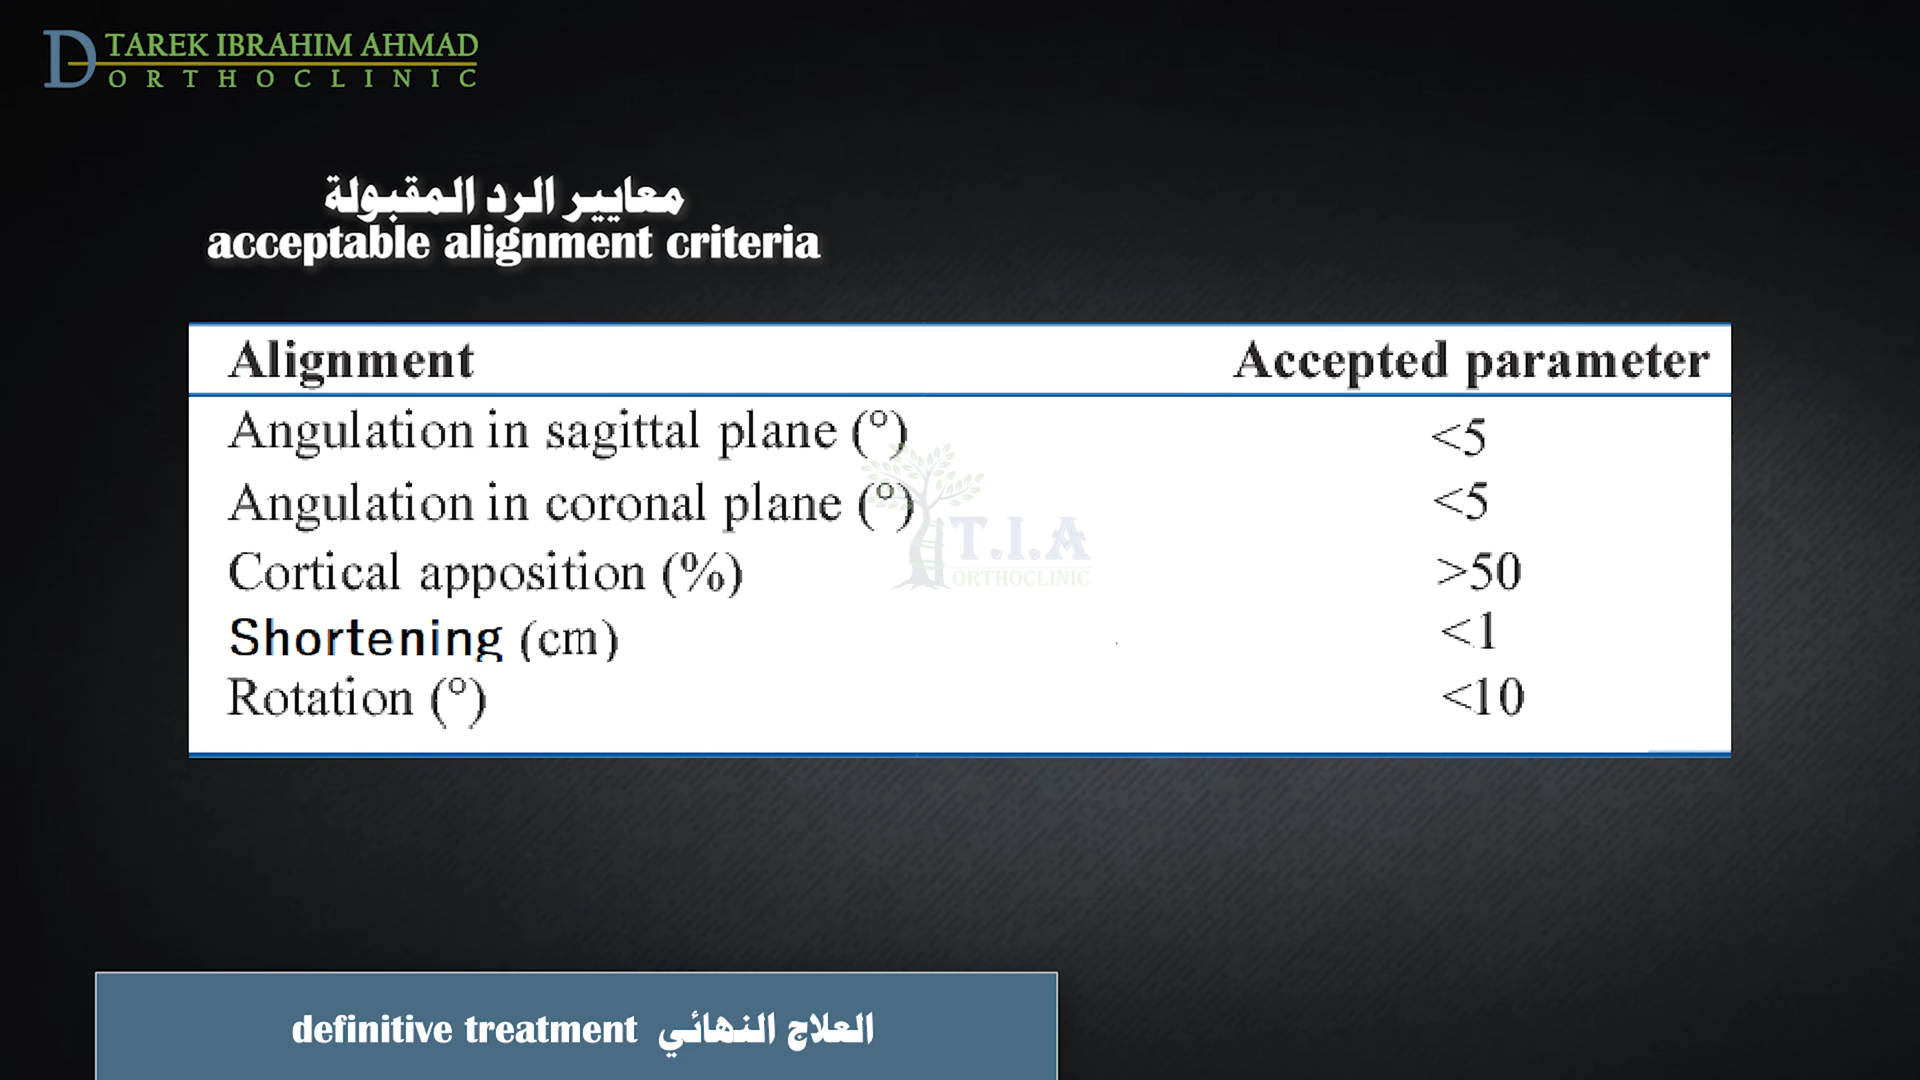 D TAREK IBRAHIM AHMAD
ORTHOCLINIC
معايير الرد المقبولة
acceptable alignment criteria
Alignment Accepted parameter
Angulation in sagittal plane (°) <5
Angulation in coronal plane (°) <5
Cortical apposition (%) >50
Shortening (cm) <1
Rotation (°) <10
T.I.A
ORTHOCLINIC
definitive treatment العلاج النهائي